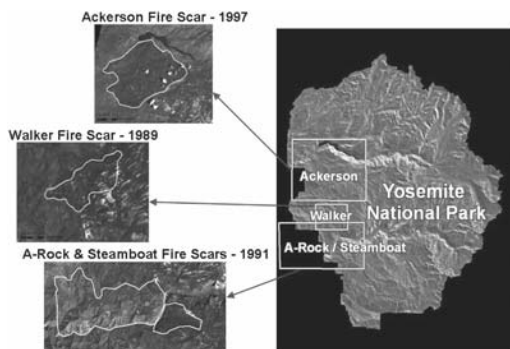 Ackerson Fire Scar - 1997
Walker Fire Scar - 1989
A-Rock & Steamboat Fire Scars - 1991
Ackerson
Walker
A-Rock / Steamboat
Yosemite
National Park